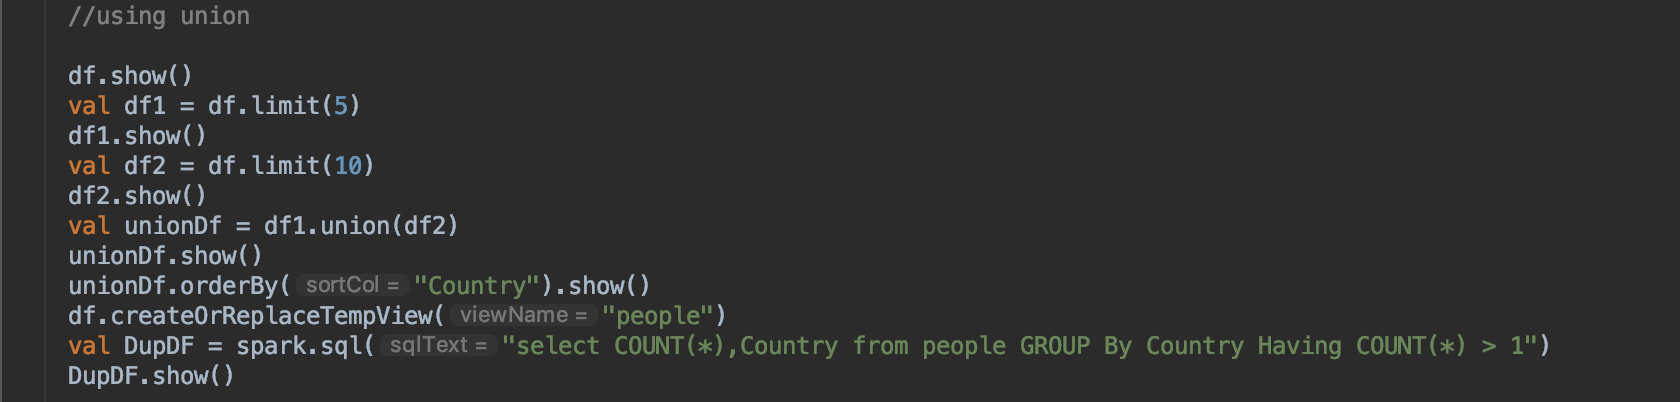 //using union
df.show()
val df1 = df.limit(5)
df1.show()
val df2 = df.limit(10)
df2.show()
val unionDf = df1.union(df2)
unionDf.show()
unionDf.orderBy( sortCol = "Country").show()
df.createOrReplaceTempView( viewName = "people")
val DupDF = spark.sql( sqlText = "select COUNT(*),Country from people GROUP By Country Having COUNT(*) > 1")
DupDF.show()